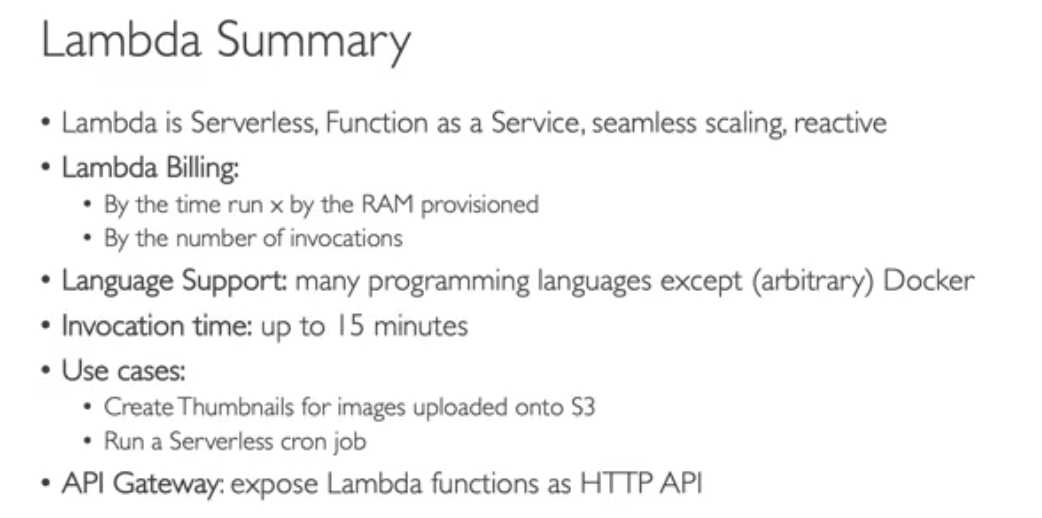 Lambda Summary
• Lambda is Serverless, Function as a Service, seamless scaling, reactive
• Lambda Billing:
• By the time run x by the RAM provisioned
• By the number of invocations
• Language Support: many programming languages except (arbitrary) Docker
• Invocation time: up to 15 minutes
• Use cases:
• Create Thumbnails for images uploaded onto S3
• Run a Serverless cron job
• API Gateway: expose Lambda functions as HTTP API